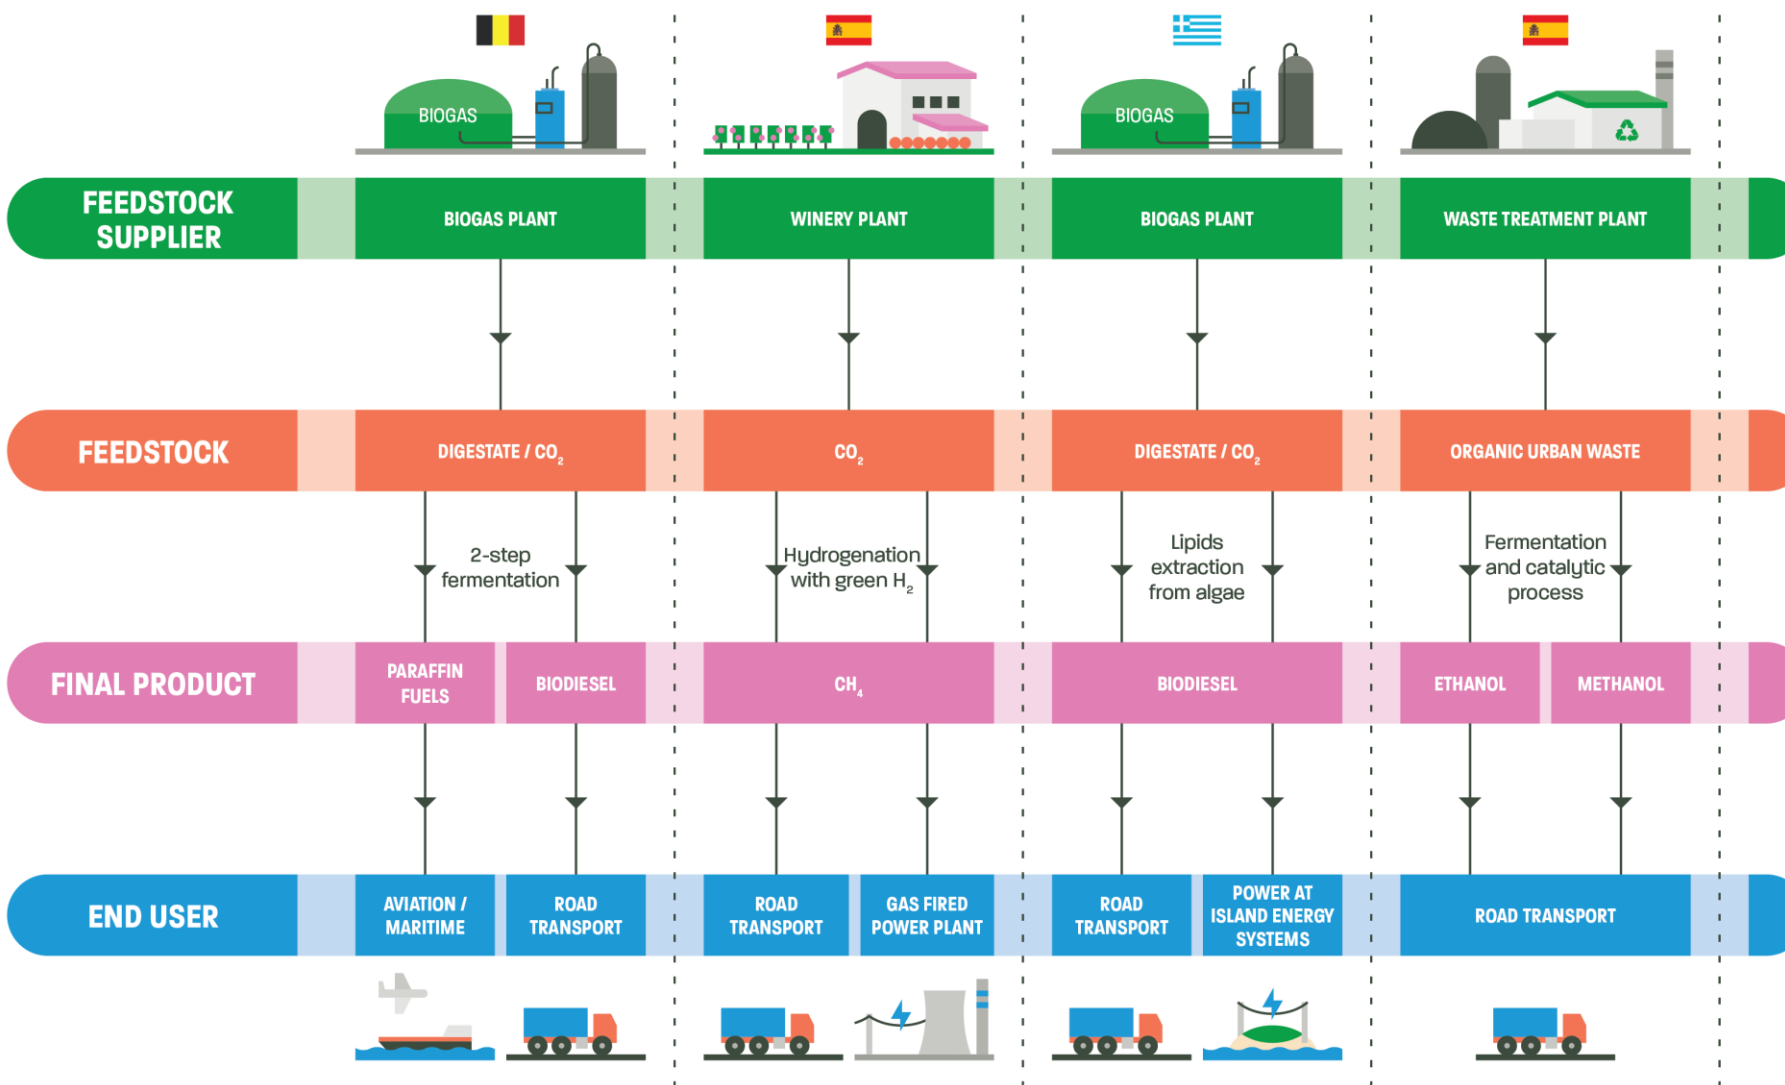 BIOGAS
BIOGAS
FEEDSTOCK
SUPPLIER
BIOGAS PLANT
WINERY PLANT
BIOGAS PLANT
WASTE TREATMENT PLANT
FEEDSTOCK
DIGESTATE / CO₂
CO₂
DIGESTATE / CO₂
ORGANIC URBAN WASTE
2-step
fermentation
Hydrogenation
with green H₂
Lipids
extraction
from algae
Fermentation
and catalytic
process
FINAL PRODUCT
PARAFFIN
FUELS
BIODIESEL
CH₄
BIODIESEL
ETHANOL
METHANOL
END USER
AVIATION /
MARITIME
ROAD
TRANSPORT
ROAD
TRANSPORT
GAS FIRED
POWER PLANT
ROAD
TRANSPORT
POWER AT
ISLAND ENERGY
SYSTEMS
ROAD TRANSPORT